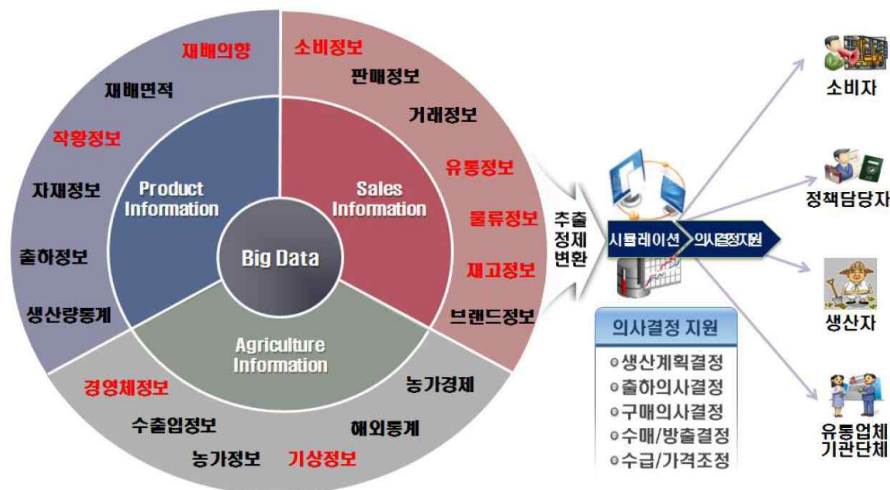 재배의향
소비정보
재배면적
판매정보
작황정보
거래정보
자재정보
유통정보
출하정보
물류정보
생산량통계
재고정보
브랜드정보
Product
Information
Sales
Information
Big Data
Agriculture
Information
경영체정보
농가경제
수출입정보
해외통계
농가정보
기상정보
추출
정제
변환
시뮬레이션
의사결정지원
의사결정 지원
생산계획결정
출하의사결정
구매의사결정
수매/방출결정
수급/가격조정
소비자
정책담당자
생산자
유통업체
기관단체